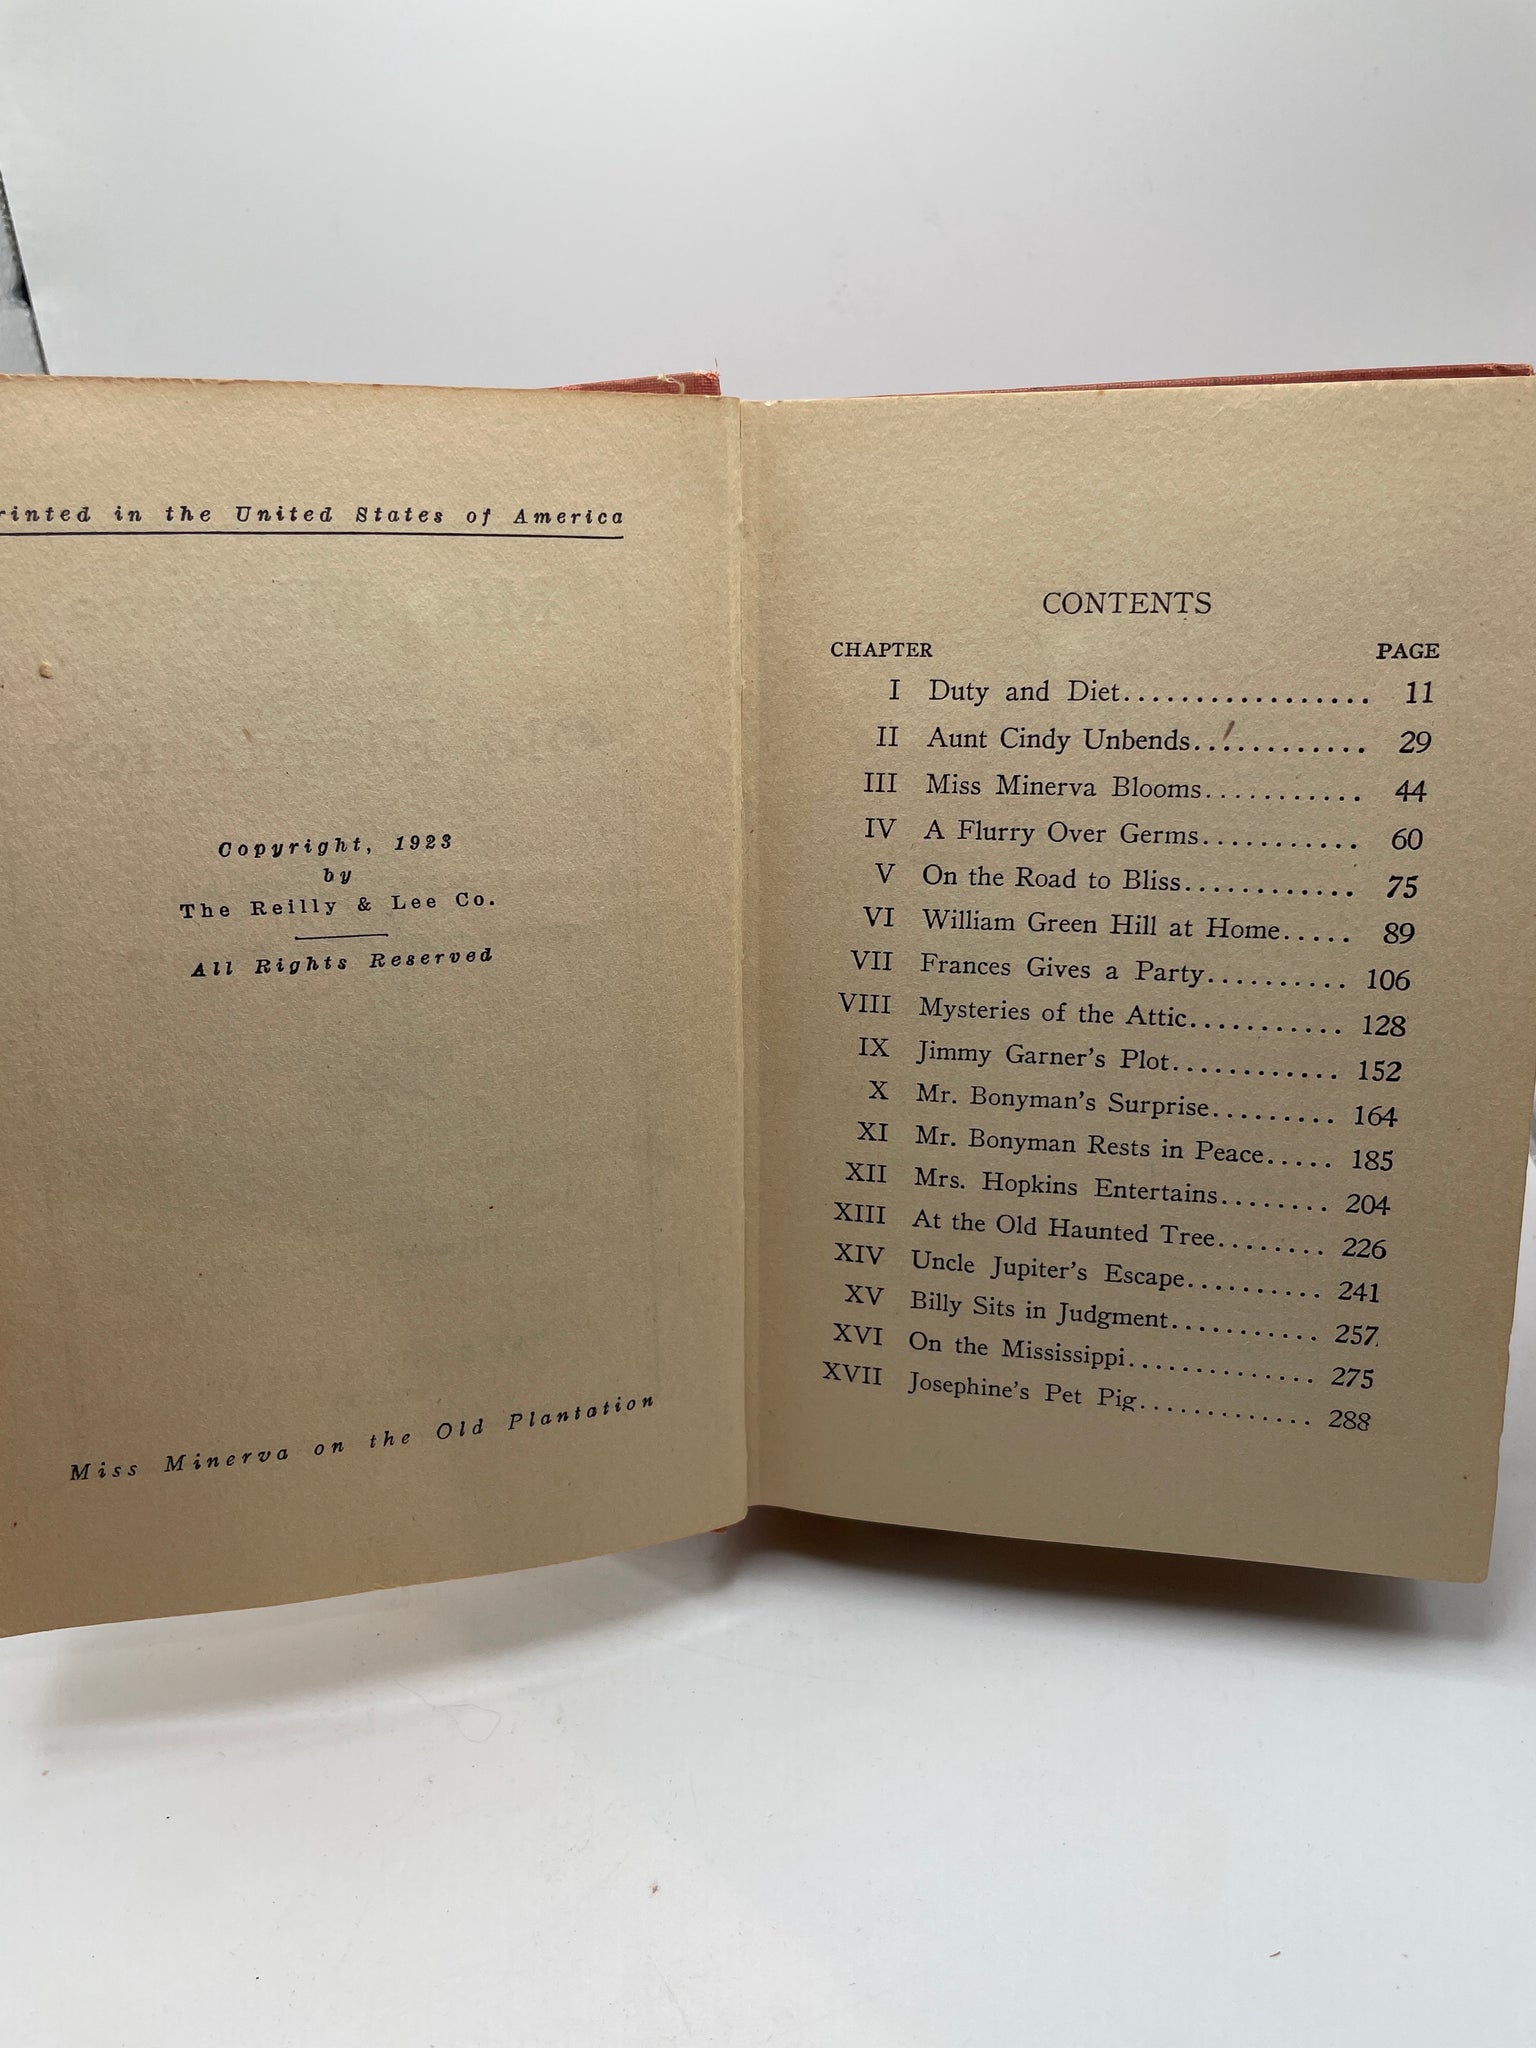 rinted in the United States of America
Copyright, 1923
by
The Reilly & Lee Co.
All Rights Reserved
Miss Minerva on the Old Plantation
CONTENTS
CHAPTER PAGE
I Duty and Diet................. 11
II Aunt Cindy Unbends............ 29
III Miss Minerva Blooms........... 44
IV A Flurry Over Germs........... 60
V On the Road to Bliss............ 75
VI William Green Hill at Home..... 89
VII Frances Gives a Party.......... 106
VIII Mysteries of the Attic........... 128
IX Jimmy Garner's Plot............ 152
X Mr. Bonyman's Surprise......... 164
XI Mr. Bonyman Rests in Peace..... 185
XII Mrs. Hopkins Entertains........ 204
XIII At the Old Haunted Tree........ 226
XIV Uncle Jupiter's Escape.......... 241
XV Billy Sits in Judgment........... 257
XVI On the Mississippi.............. 275
XVII Josephine's Pet Pig............. 288